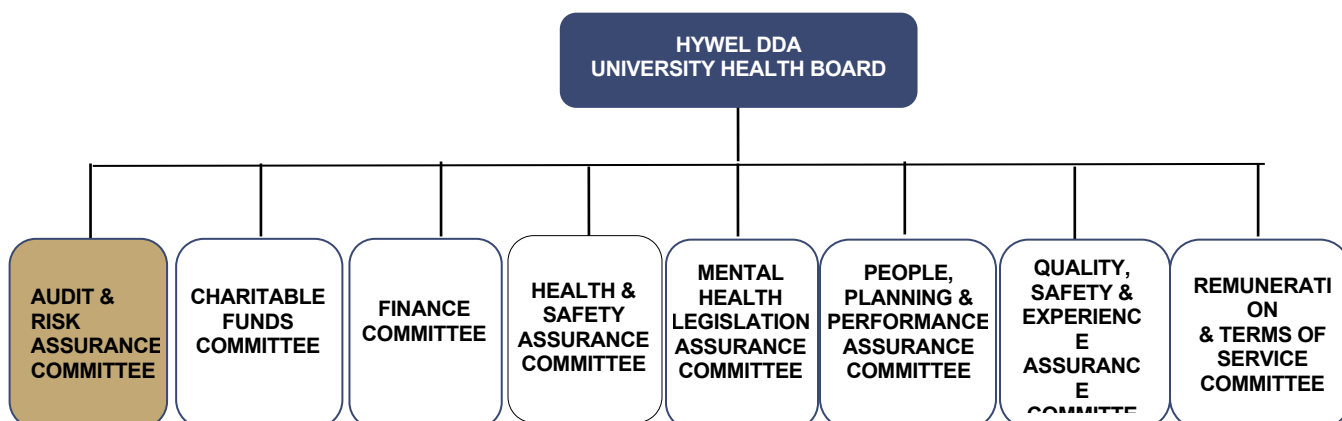 HYWEL DDA
UNIVERSITY HEALTH BOARD
AUDIT &
RISK
ASSURANCE
COMMITTEE
CHARITABLE
FUNDS
COMMITTEE
FINANCE
COMMITTEE
HEALTH &
SAFETY
ASSURANCE
COMMITTEE
MENTAL
HEALTH
LEGISLATION
ASSURANCE
COMMITTEE
PEOPLE,
PLANNING &
PERFORMANCE
ASSURANCE
COMMITTEE
QUALITY,
SAFETY &
EXPERIENC
E
ASSURANC
E
COMMITTE
REMUNERATI
ON
& TERMS OF
SERVICE
COMMITTEE